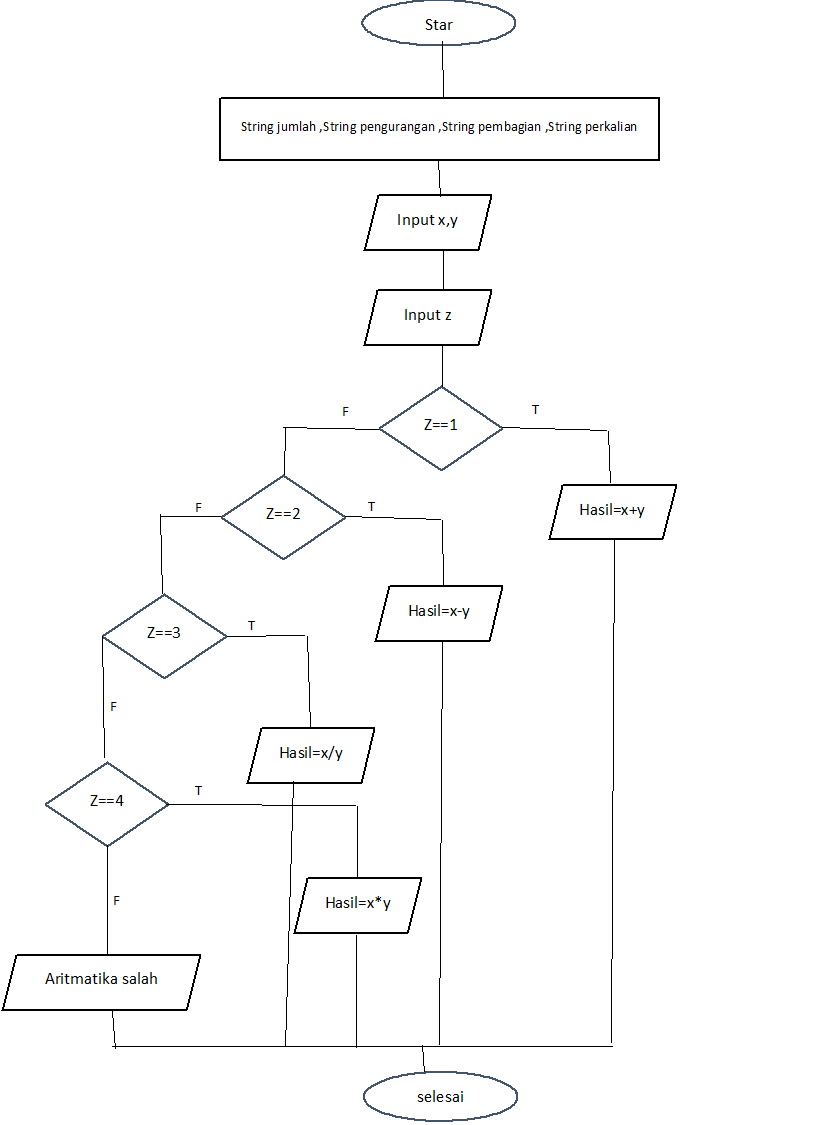 Star
String jumlah ,String pengurangan ,String pembagian ,String perkalian
Input x,y
Input z
Z==1
F
T
Hasil=x+y
Z==2
F
T
Hasil=x-y
Z==3
T
F
Hasil=x/y
Z==4
T
F
Hasil=x*y
Aritmatika salah
selesai